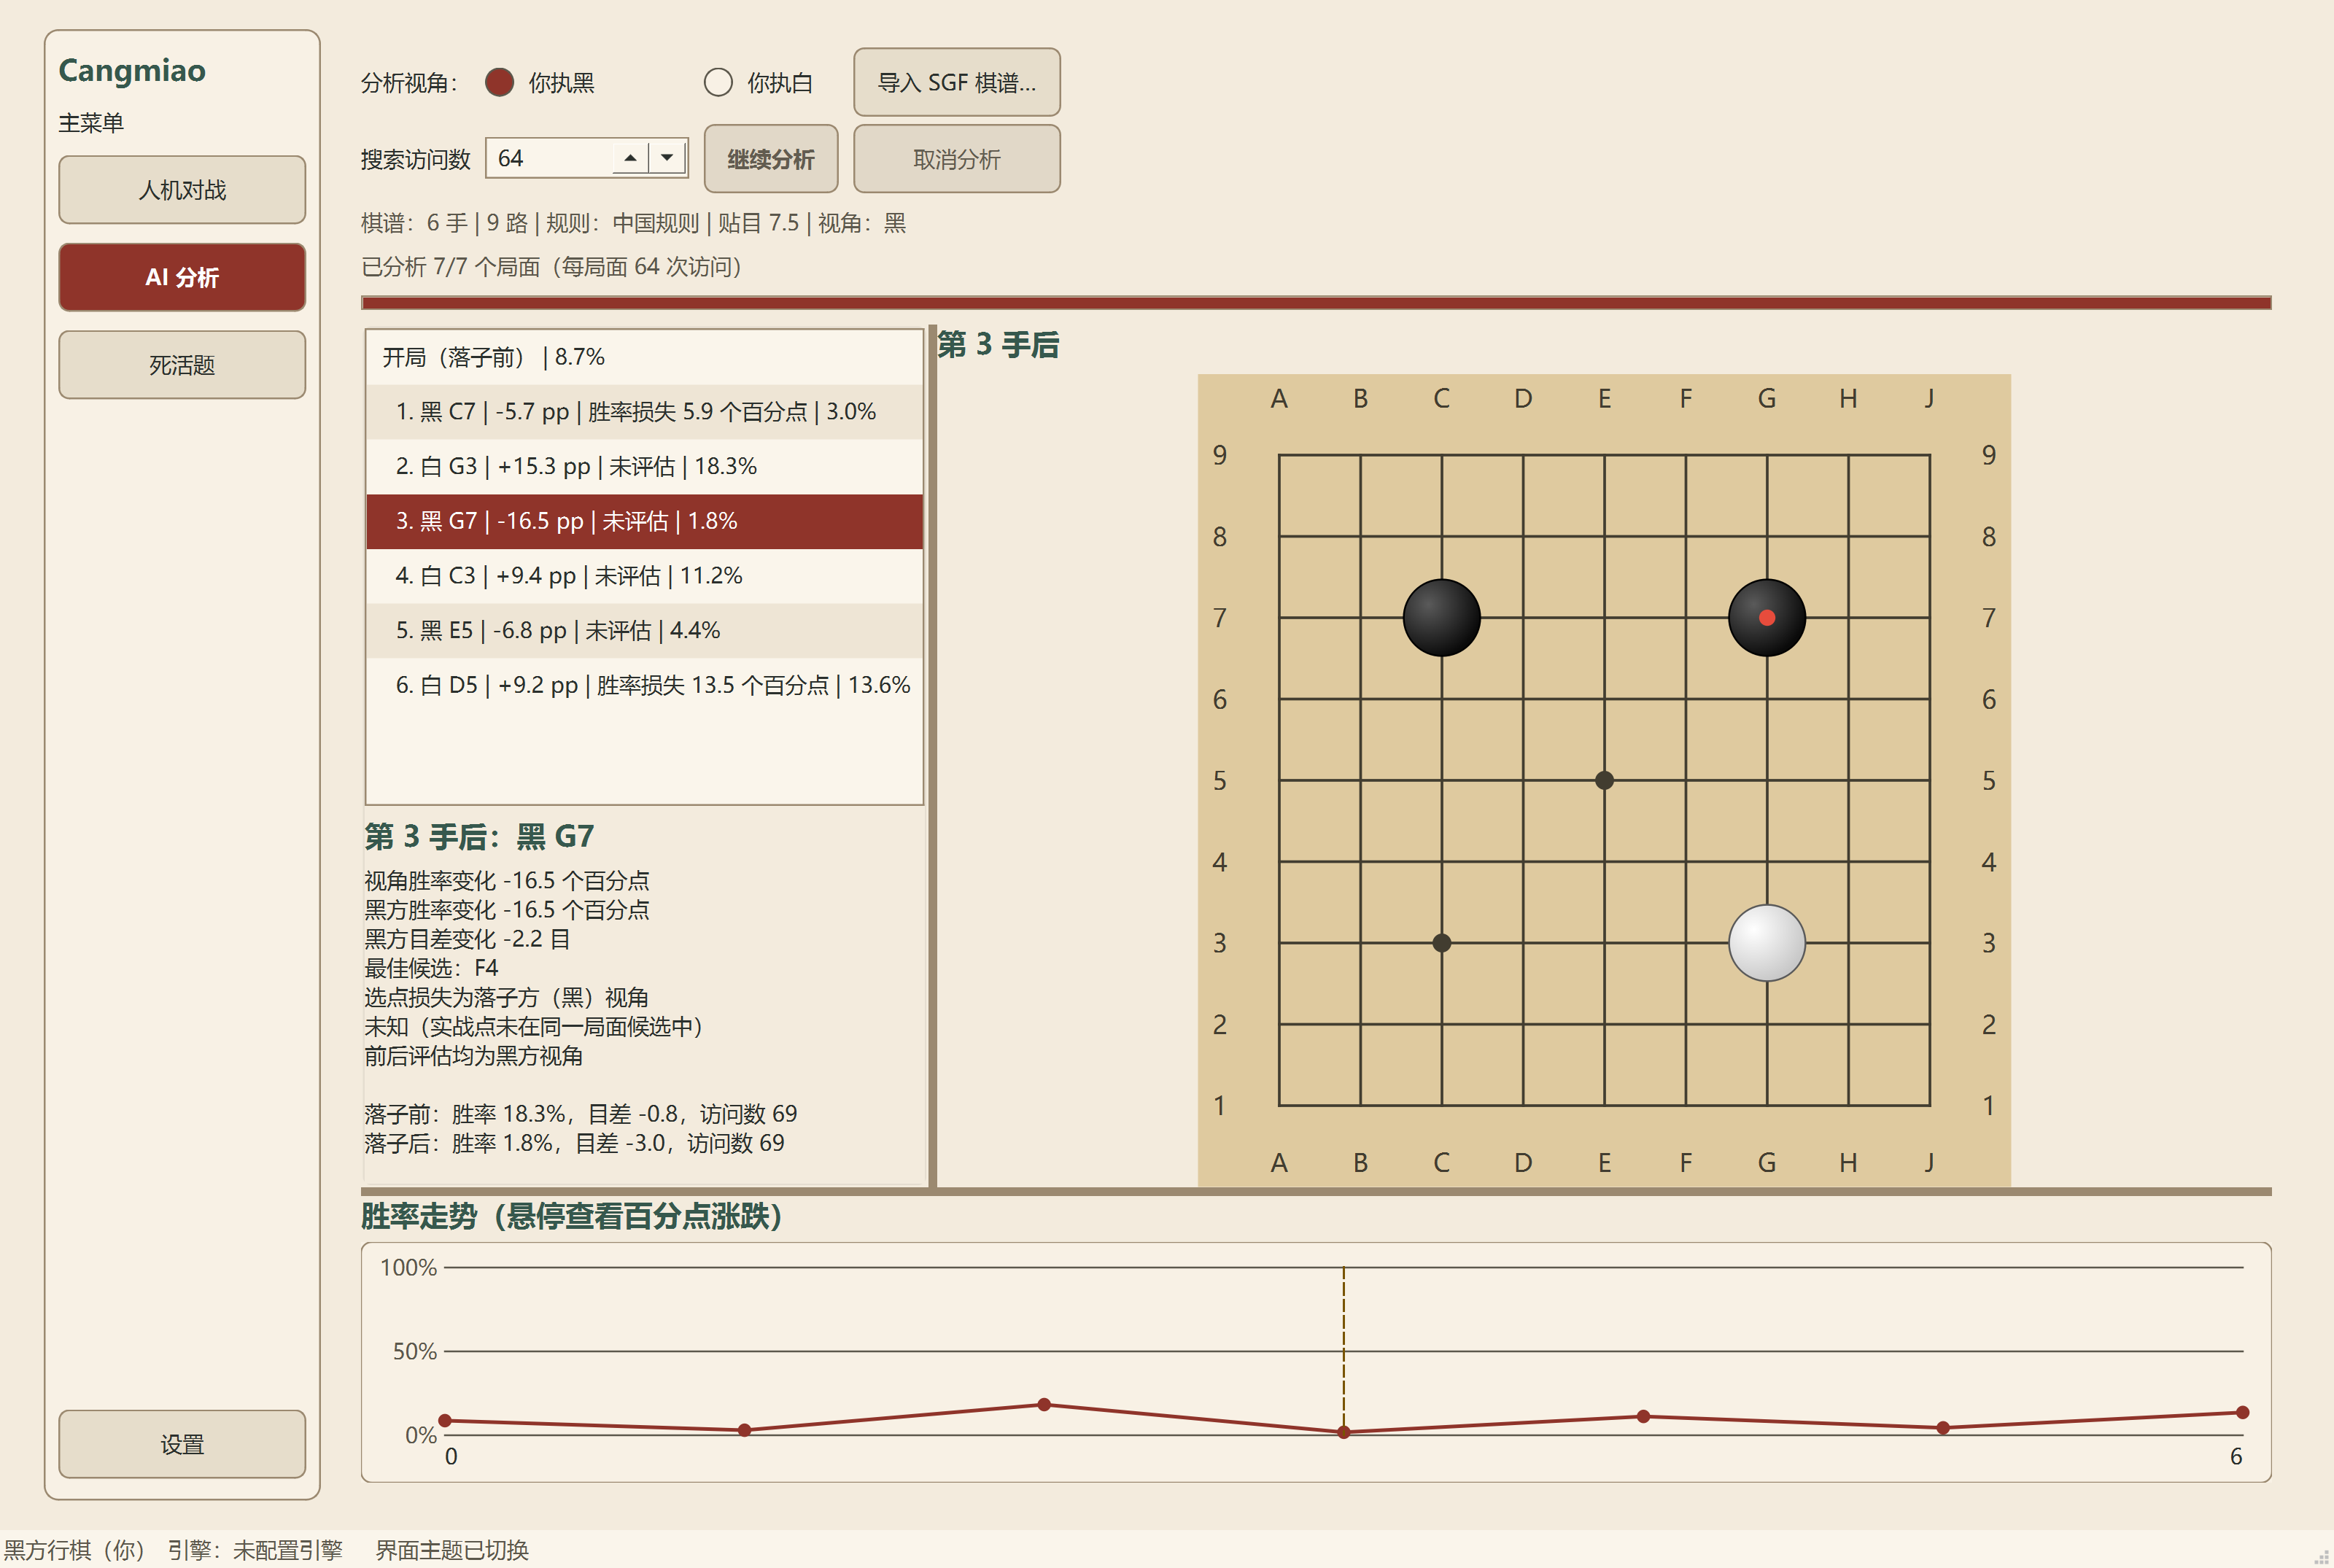 Cangmiao
主菜单
人机对战
AI 分析
死活题
设置
分析视角： 你执黑 你执白 导入 SGF 棋谱...
搜索访问数 64 继续分析 取消分析
棋谱：6 手 | 9 路 | 规则：中国规则 | 贴目 7.5 | 视角：黑
已分析 7/7 个局面（每局面 64 次访问）
开局（落子前） | 8.7%
1. 黑 C7 | -5.7 pp | 胜率损失 5.9 个百分点 | 3.0%
2. 白 G3 | +15.3 pp | 未评估 | 18.3%
3. 黑 G7 | -16.5 pp | 未评估 | 1.8%
4. 白 C3 | +9.4 pp | 未评估 | 11.2%
5. 黑 E5 | -6.8 pp | 未评估 | 4.4%
6. 白 D5 | +9.2 pp | 胜率损失 13.5 个百分点 | 13.6%
第 3 手后：黑 G7
视角胜率变化 -16.5 个百分点
黑方胜率变化 -16.5 个百分点
黑方目差变化 -2.2 目
最佳候选：F4
选点损失为落子方（黑）视角
未知（实战点未在同一局面候选中）
前后评估均为黑方视角
落子前：胜率 18.3%，目差 -0.8，访问数 69
落子后：胜率 1.8%，目差 -3.0，访问数 69
第 3 手后
A B C D E F G H J
9 9
8 8
7 7
6 6
5 5
4 4
3 3
2 2
1 1
A B C D E F G H J
胜率走势（悬停查看百分点涨跌）
100%
50%
0%
0 6
黑方行棋（你） 引擎：未配置引擎 界面主题已切换